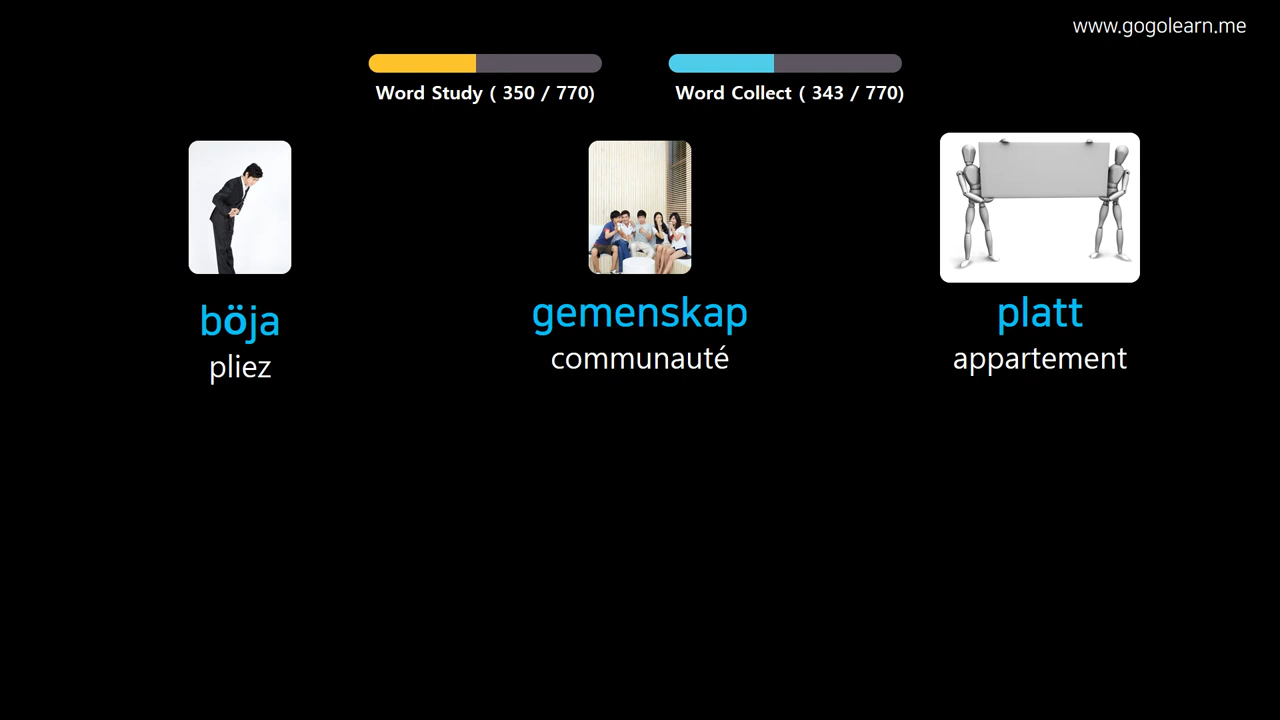 www.gogolearn.me
Word Study ( 350 / 770)
Word Collect ( 343 / 770)
böja
pliez
gemenskap
communauté
platt
appartement